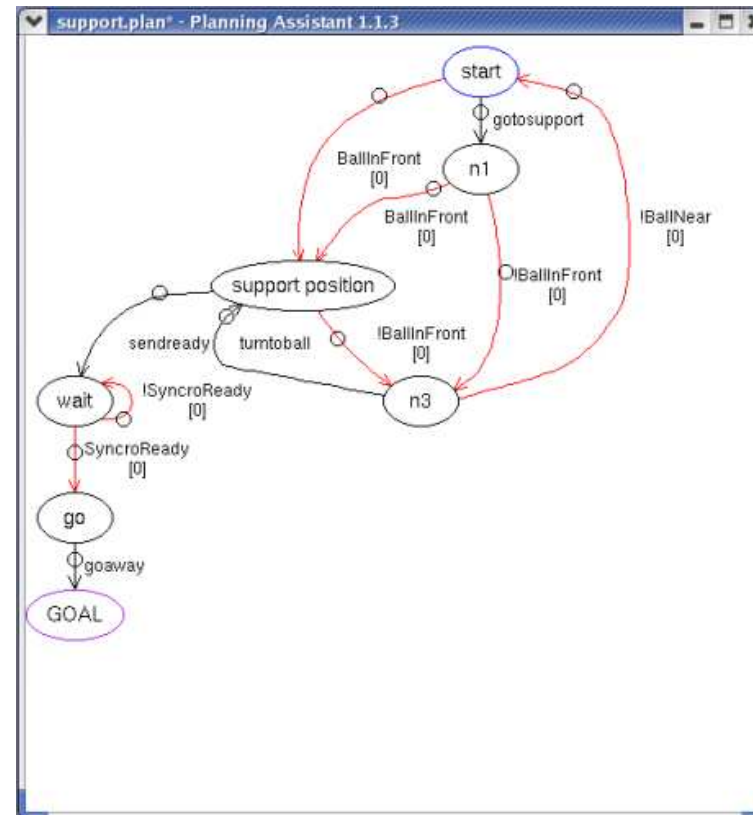 support.plan* - Planning Assistant 1.1.3
start
gotosupport
BallInFront
[0]
n1
BallInFront
[0]
!BallNear
[0]
!BallInFront
[0]
support position
sendready
turntoball
!BallInFront
[0]
wait
!SyncroReady
[0]
n3
SyncroReady
[0]
go
goaway
GOAL